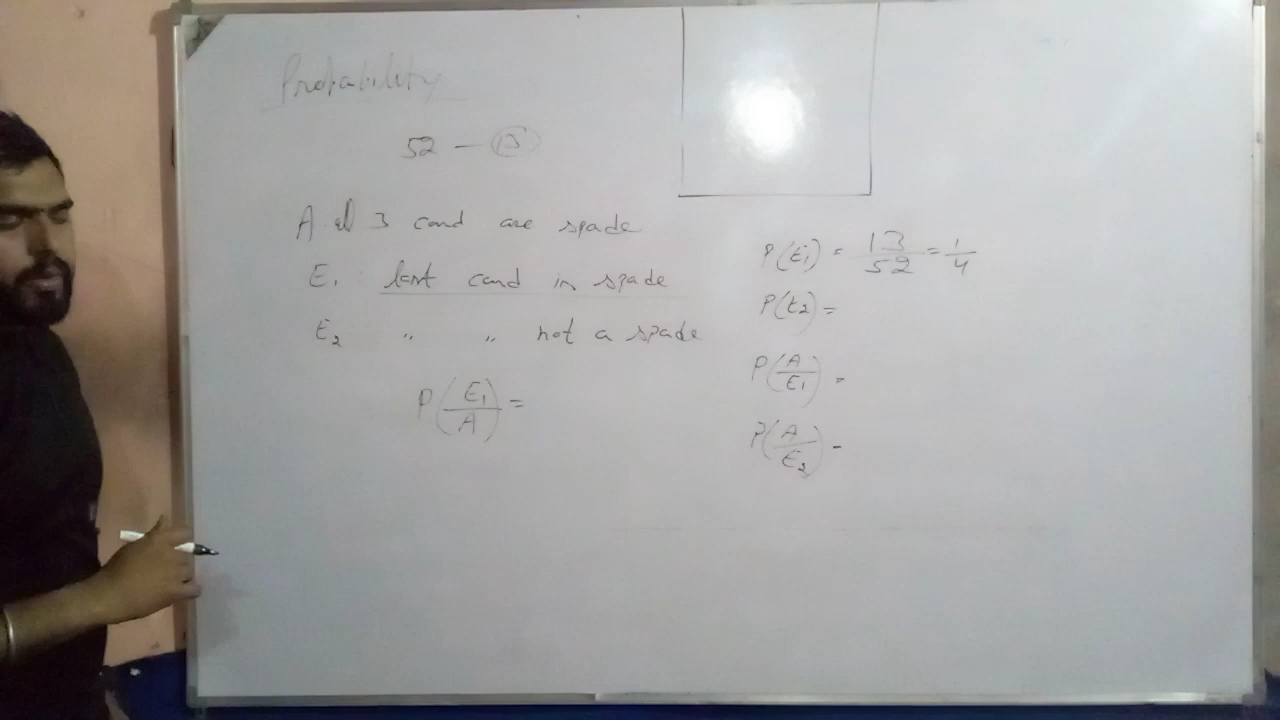 Probability
52 — 13
A all 3 card are spade
E₁ : last card is spade
E₂ " " not a spade
P(E₁/A) =
P(E₁) = 13/52 = 1/4
P(E₂) =
P(A/E₁) =
P(A/E₂) =